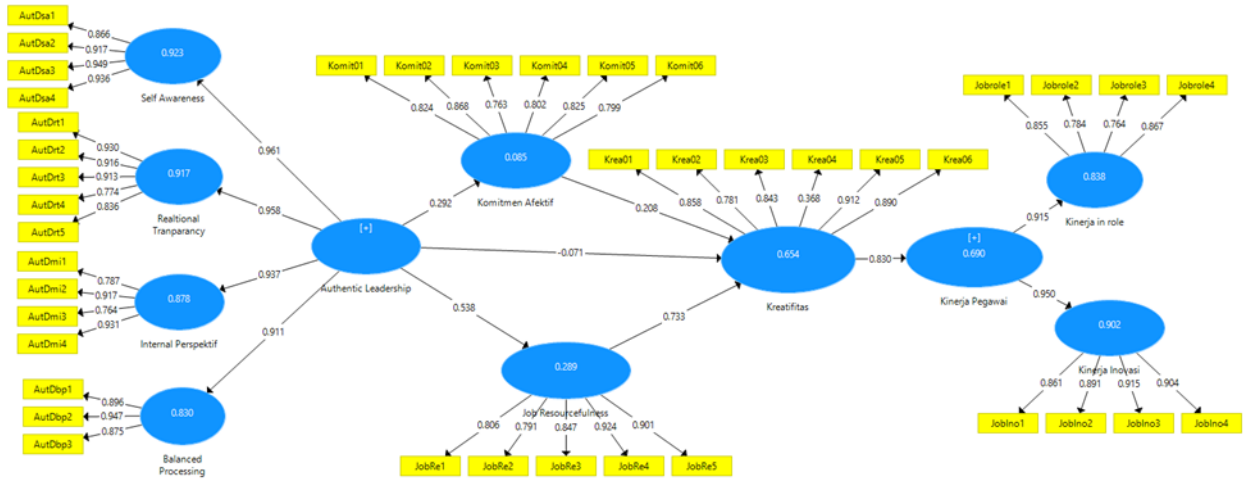 AutDsa1
AutDsa2
AutDsa3
AutDsa4
0.866
0.917
0.949
0.936
0.923
Self Awareness
AutDrt1
AutDrt2
AutDrt3
AutDrt4
AutDrt5
0.930
0.916
0.913
0.774
0.836
0.917
Realtional
Tranparancy
AutDmi1
AutDmi2
AutDmi3
AutDmi4
0.787
0.917
0.764
0.931
0.878
Internal Perspektif
AutDbp1
AutDbp2
AutDbp3
0.896
0.947
0.875
0.830
Balanced
Processing
0.961
0.958
0.937
0.911
[+]
Authentic Leadership
0.292
-0.071
0.538
Komit01
Komit02
Komit03
Komit04
Komit05
Komit06
0.824
0.868
0.763
0.802
0.825
0.799
0.085
Komitmen Afektif
0.208
0.289
Job Resourcefulness
0.806
0.791
0.847
0.924
0.901
JobRe1
JobRe2
JobRe3
JobRe4
JobRe5
0.733
Krea01
Krea02
Krea03
Krea04
Krea05
Krea06
0.858
0.781
0.843
0.368
0.912
0.890
0.654
Kreatifitas
0.830
[+]
0.690
Kinerja Pegawai
0.915
0.950
Jobrole1
Jobrole2
Jobrole3
Jobrole4
0.855
0.784
0.764
0.867
0.838
Kinerja in role
0.902
Kinerja Inovasi
0.861
0.891
0.915
0.904
JobIno1
JobIno2
JobIno3
JobIno4